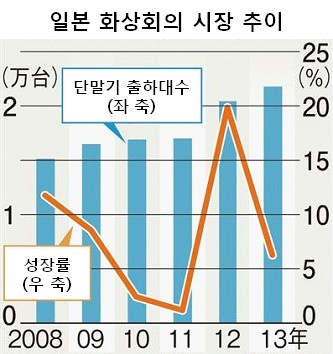 일본 화상회의 시장 추이
25
(万台)
(%)
단말기 출하대수
(좌 축)
2
20
15
1
10
성장률
(우 축)
5
0
0
2008 09 10 11 12 13年